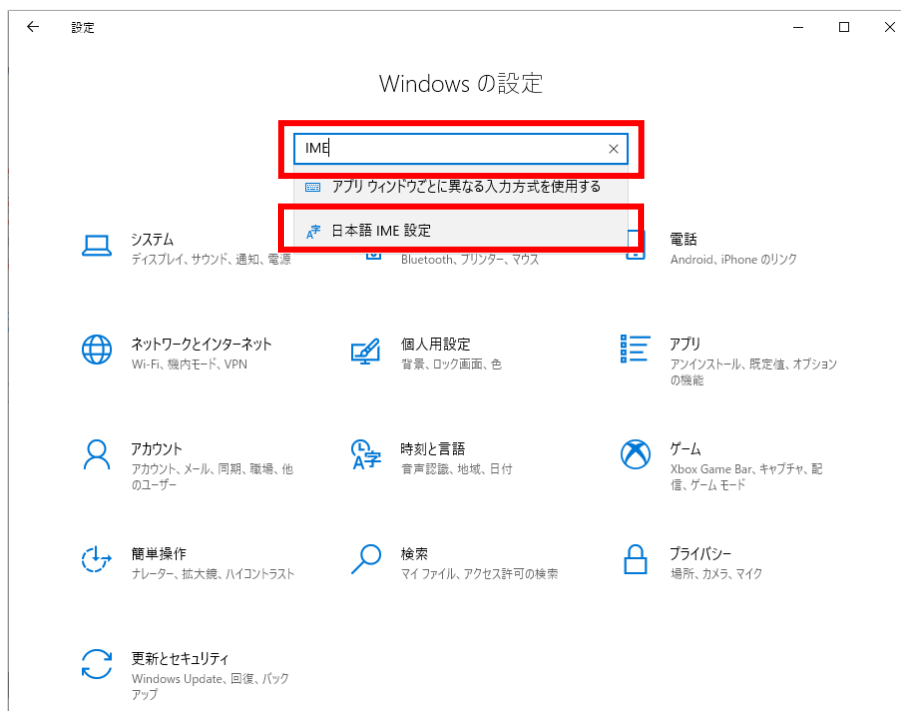 設定
Windows の設定
IME
アプリ ウィンドウごとに異なる入力方式を使用する
日本語 IME 設定
システム
ディスプレイ、サウンド、通知、電源
Bluetooth、プリンター、マウス
電話
Android、iPhone のリンク
ネットワークとインターネット
Wi-Fi、機内モード、VPN
個人用設定
背景、ロック画面、色
アプリ
アンインストール、既定値、オプション
の機能
アカウント
アカウント、メール、同期、職場、他
のユーザー
時刻と言語
音声認識、地域、日付
ゲーム
Xbox Game Bar、キャプチャ、配
信、ゲーム モード
簡単操作
ナレーター、拡大鏡、ハイコントラスト
検索
マイ ファイル、アクセス許可の検索
プライバシー
場所、カメラ、マイク
更新とセキュリティ
Windows Update、回復、バック
アップ